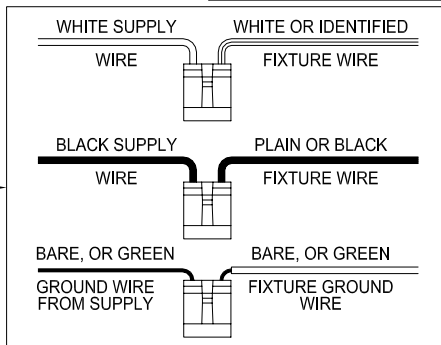 WHITE SUPPLY WIRE
WHITE OR IDENTIFIED FIXTURE WIRE
BLACK SUPPLY WIRE
PLAIN OR BLACK FIXTURE WIRE
BARE, OR GREEN
GROUND WIRE
FROM SUPPLY
BARE, OR GREEN
FIXTURE GROUND
WIRE